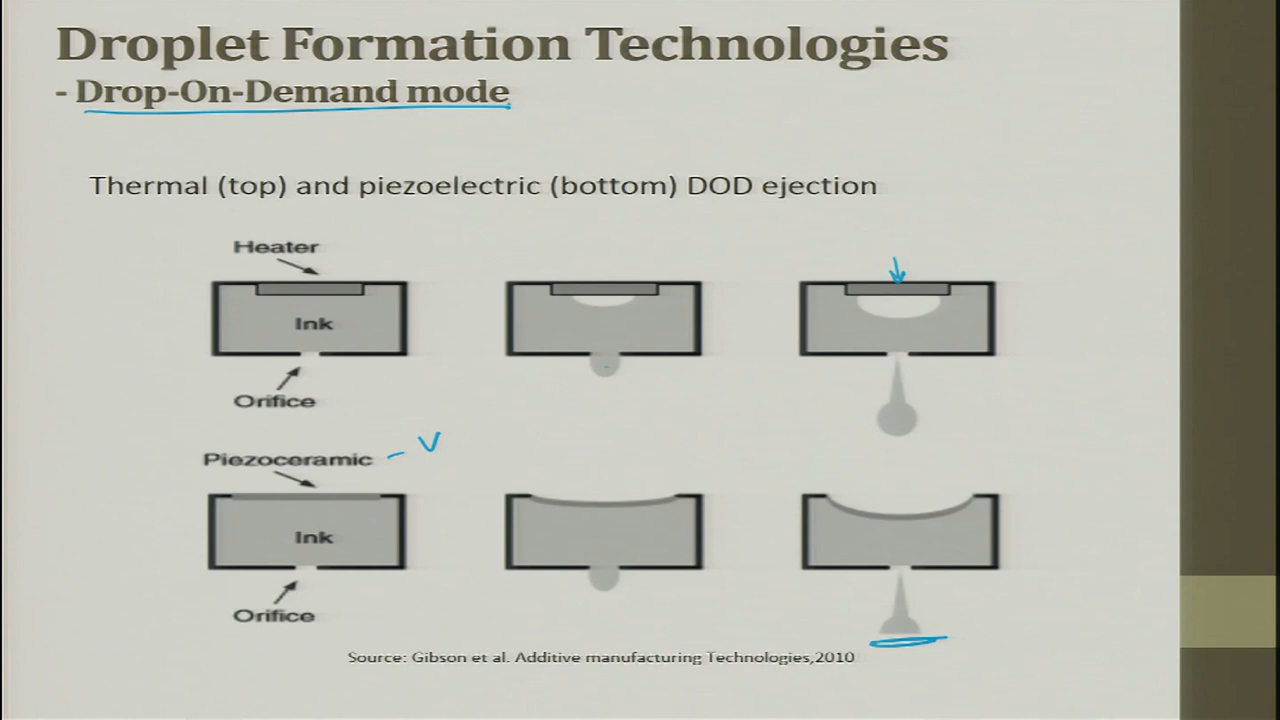 Droplet Formation Technologies
- Drop-On-Demand mode
Thermal (top) and piezoelectric (bottom) DOD ejection
Heater
Ink
Orifice
Piezoceramic - V
Ink
Orifice
Source: Gibson et al. Additive manufacturing Technologies,2010